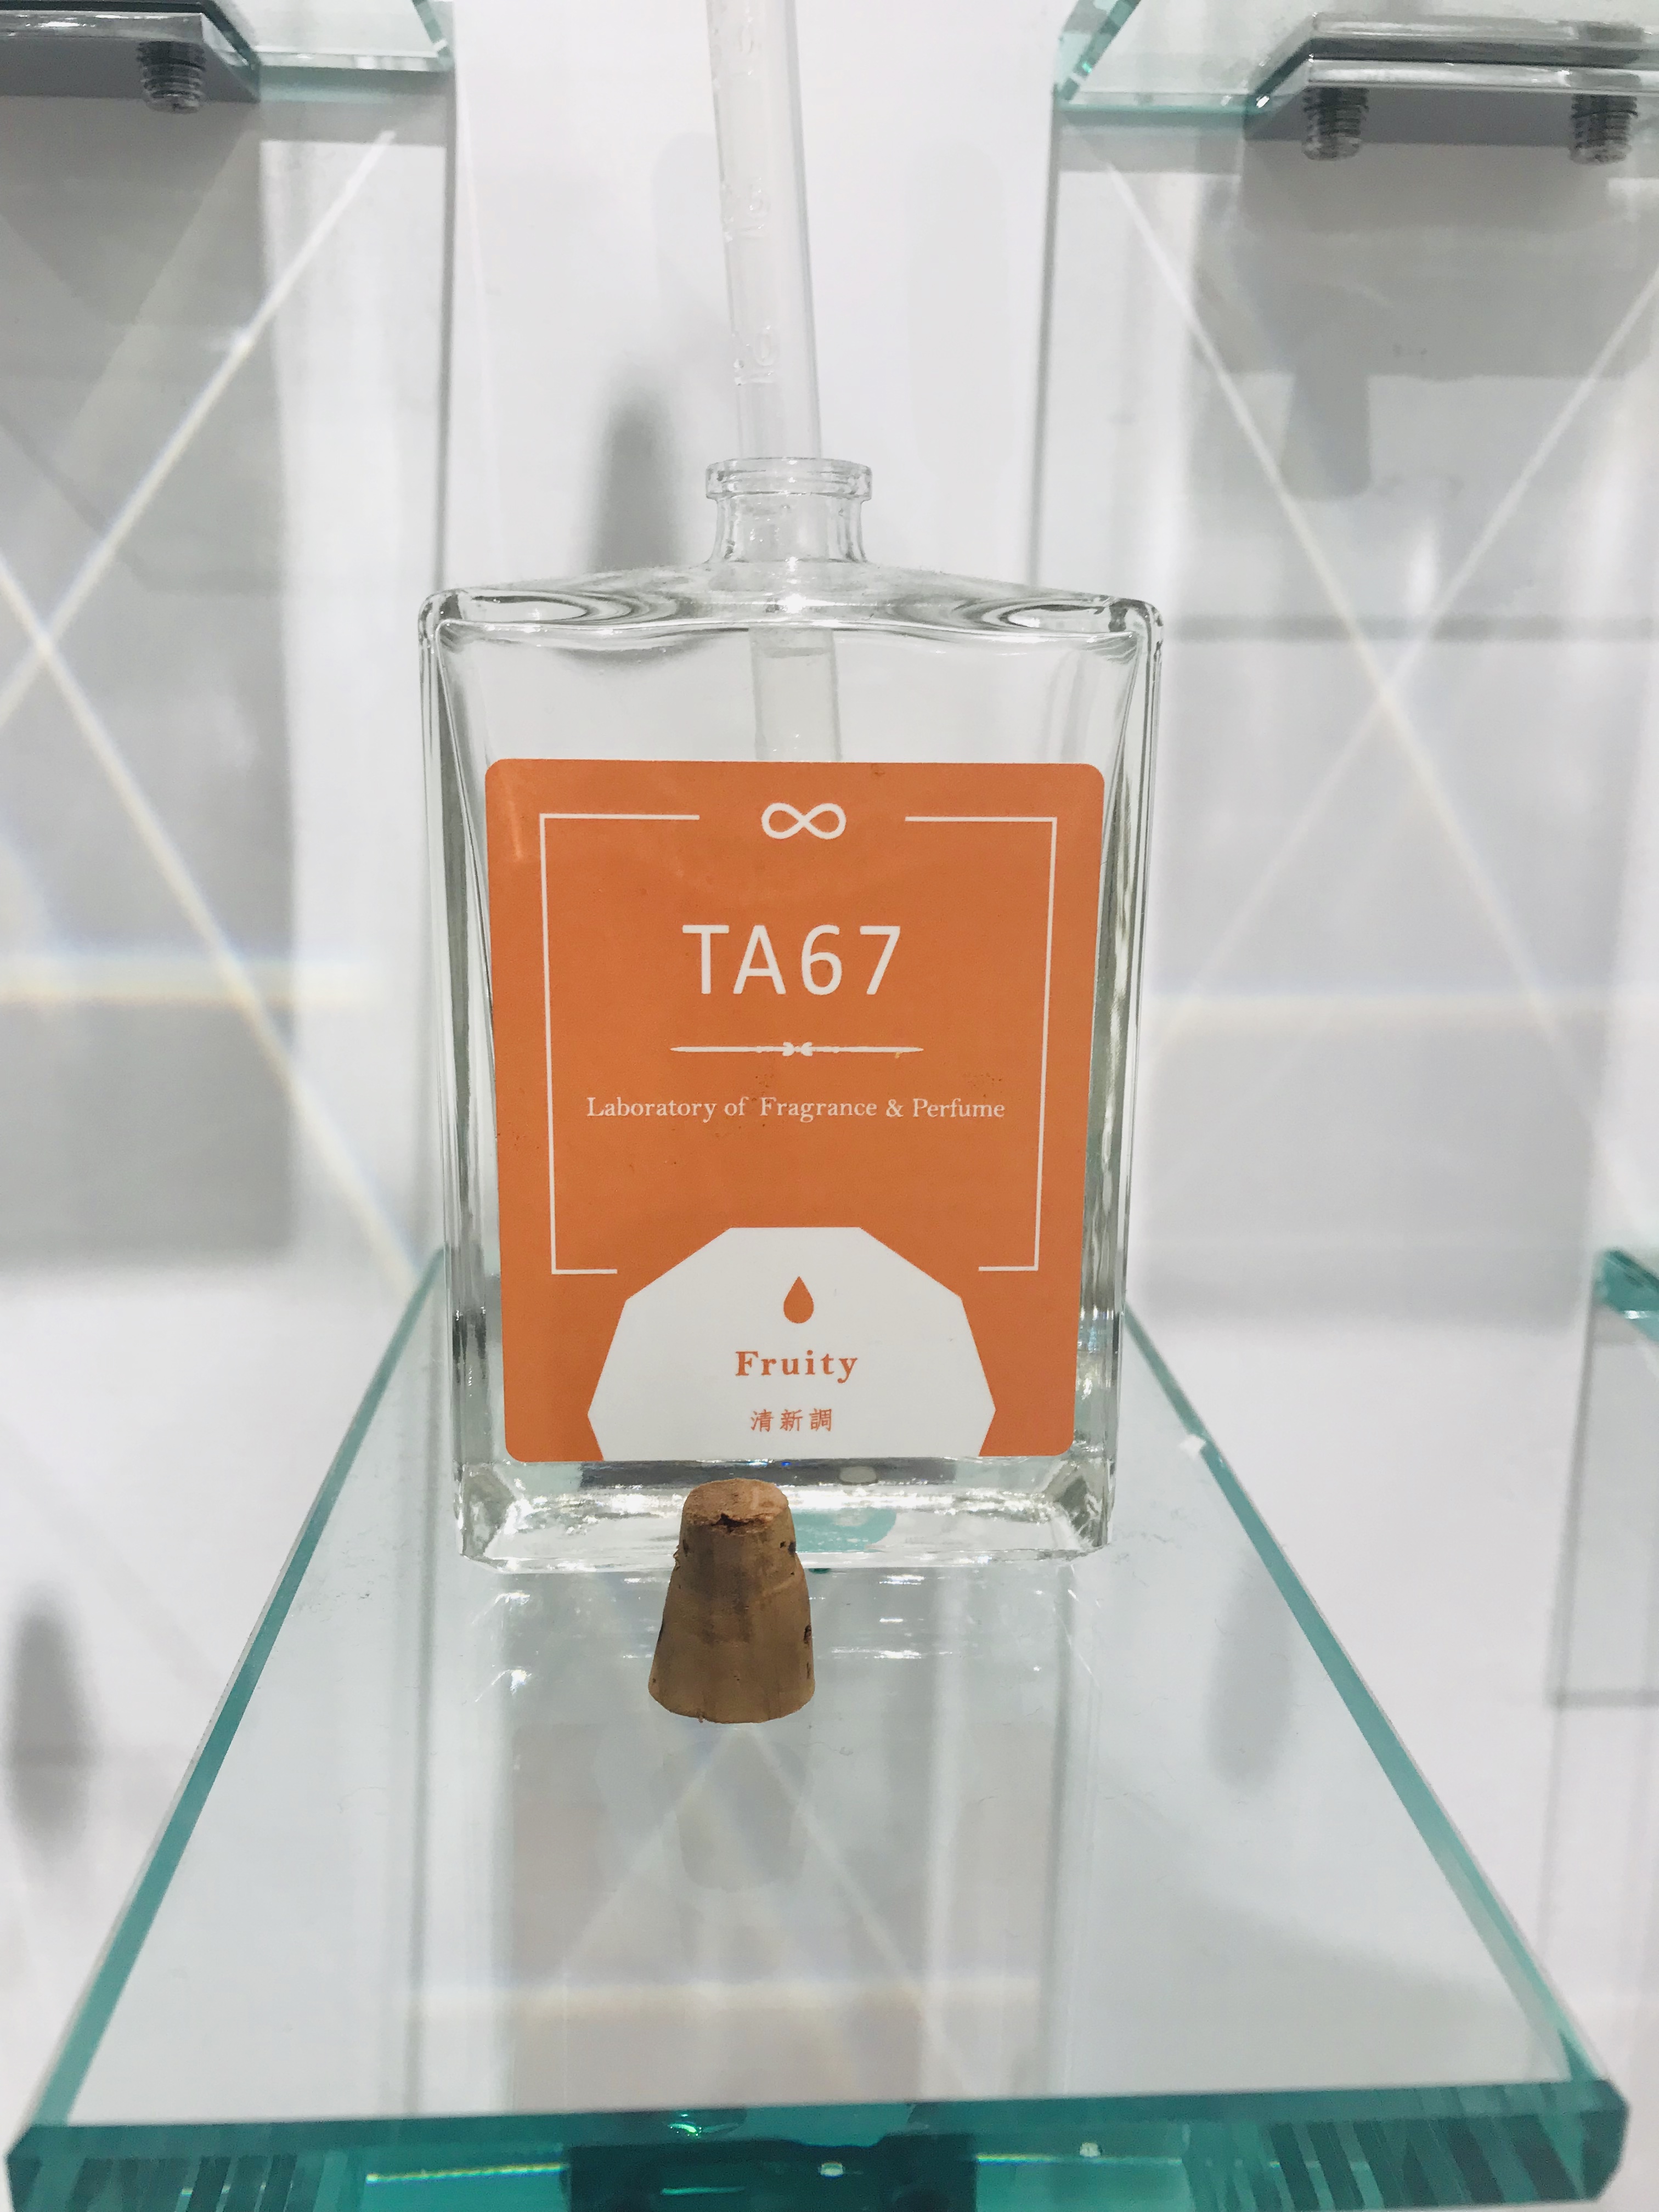 TA67
Laboratory of Fragrance & Perfume
Fruity
清新調